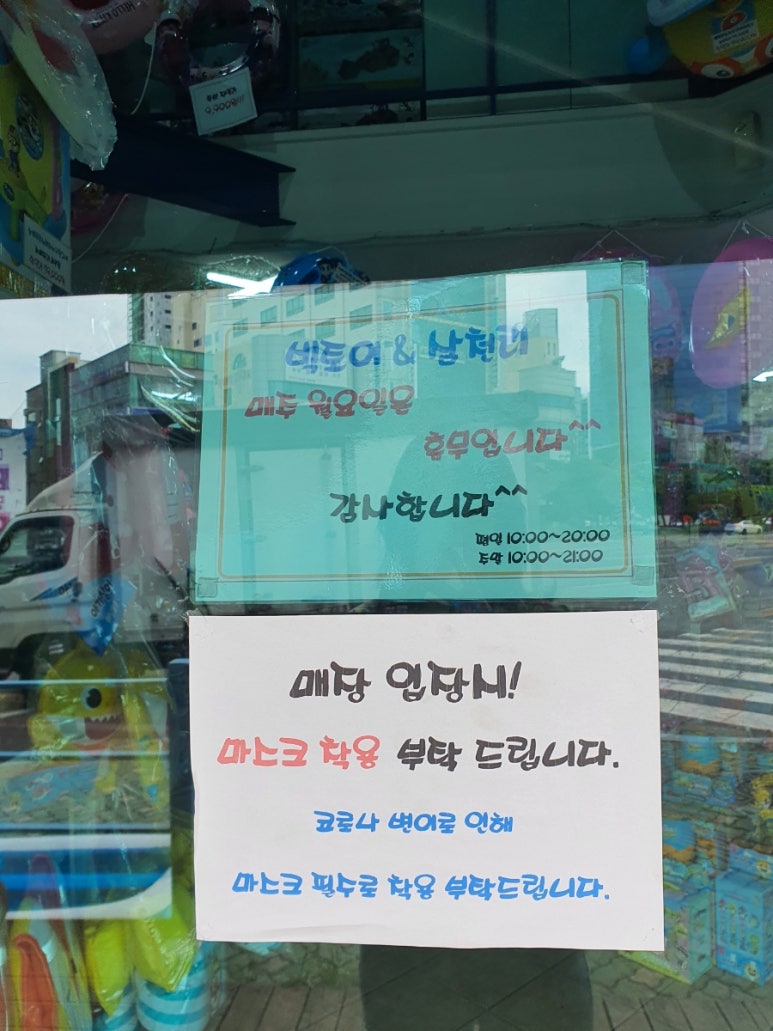 HELLO KITTY
벡토이 & 삼천리
매주 월요일은
휴무입니다^^
감사합니다^^
평일 10:00~20:00
주말 10:00~21:00
매장 입장시!
마스크 착용 부탁 드립니다.
코로나 변이로 인해
마스크 필수로 착용 부탁드립니다.